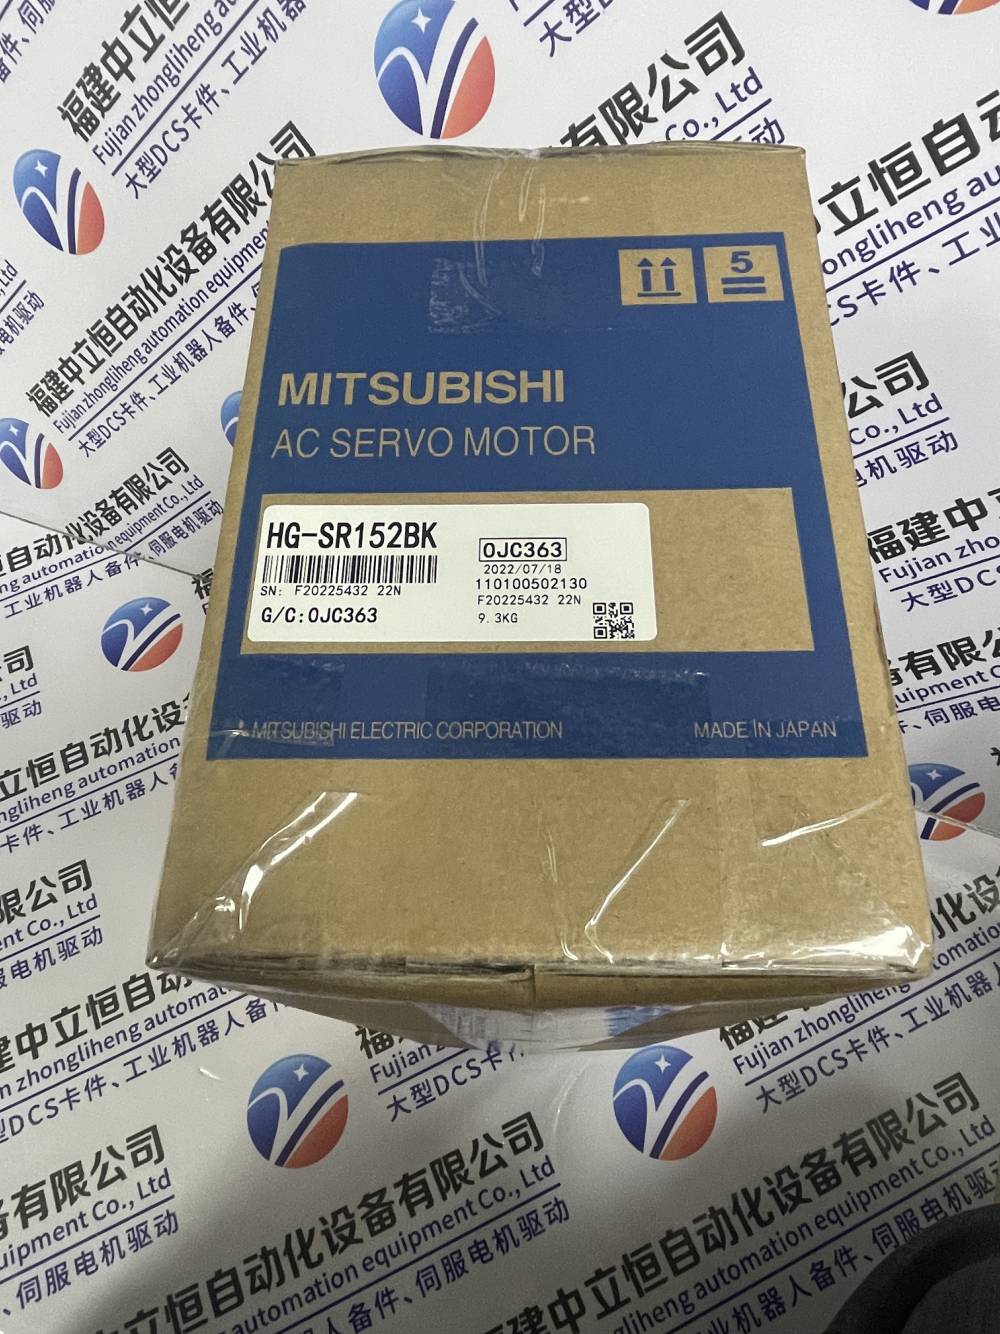 福建中立恒自动化设备有限公司
Fujian zhongliheng automation equipment Co., Ltd
大型DCS卡件、工业机器人备件、伺服电机驱动
5
MITSUBISHI
AC SERVO MOTOR
HG-SR152BK
SN: F20225432 22N
G/C:0JC363
0JC363
2022/07/18
110100502130
F20225432 22N
9.3KG
MITSUBISHI ELECTRIC CORPORATION
MADE IN JAPAN